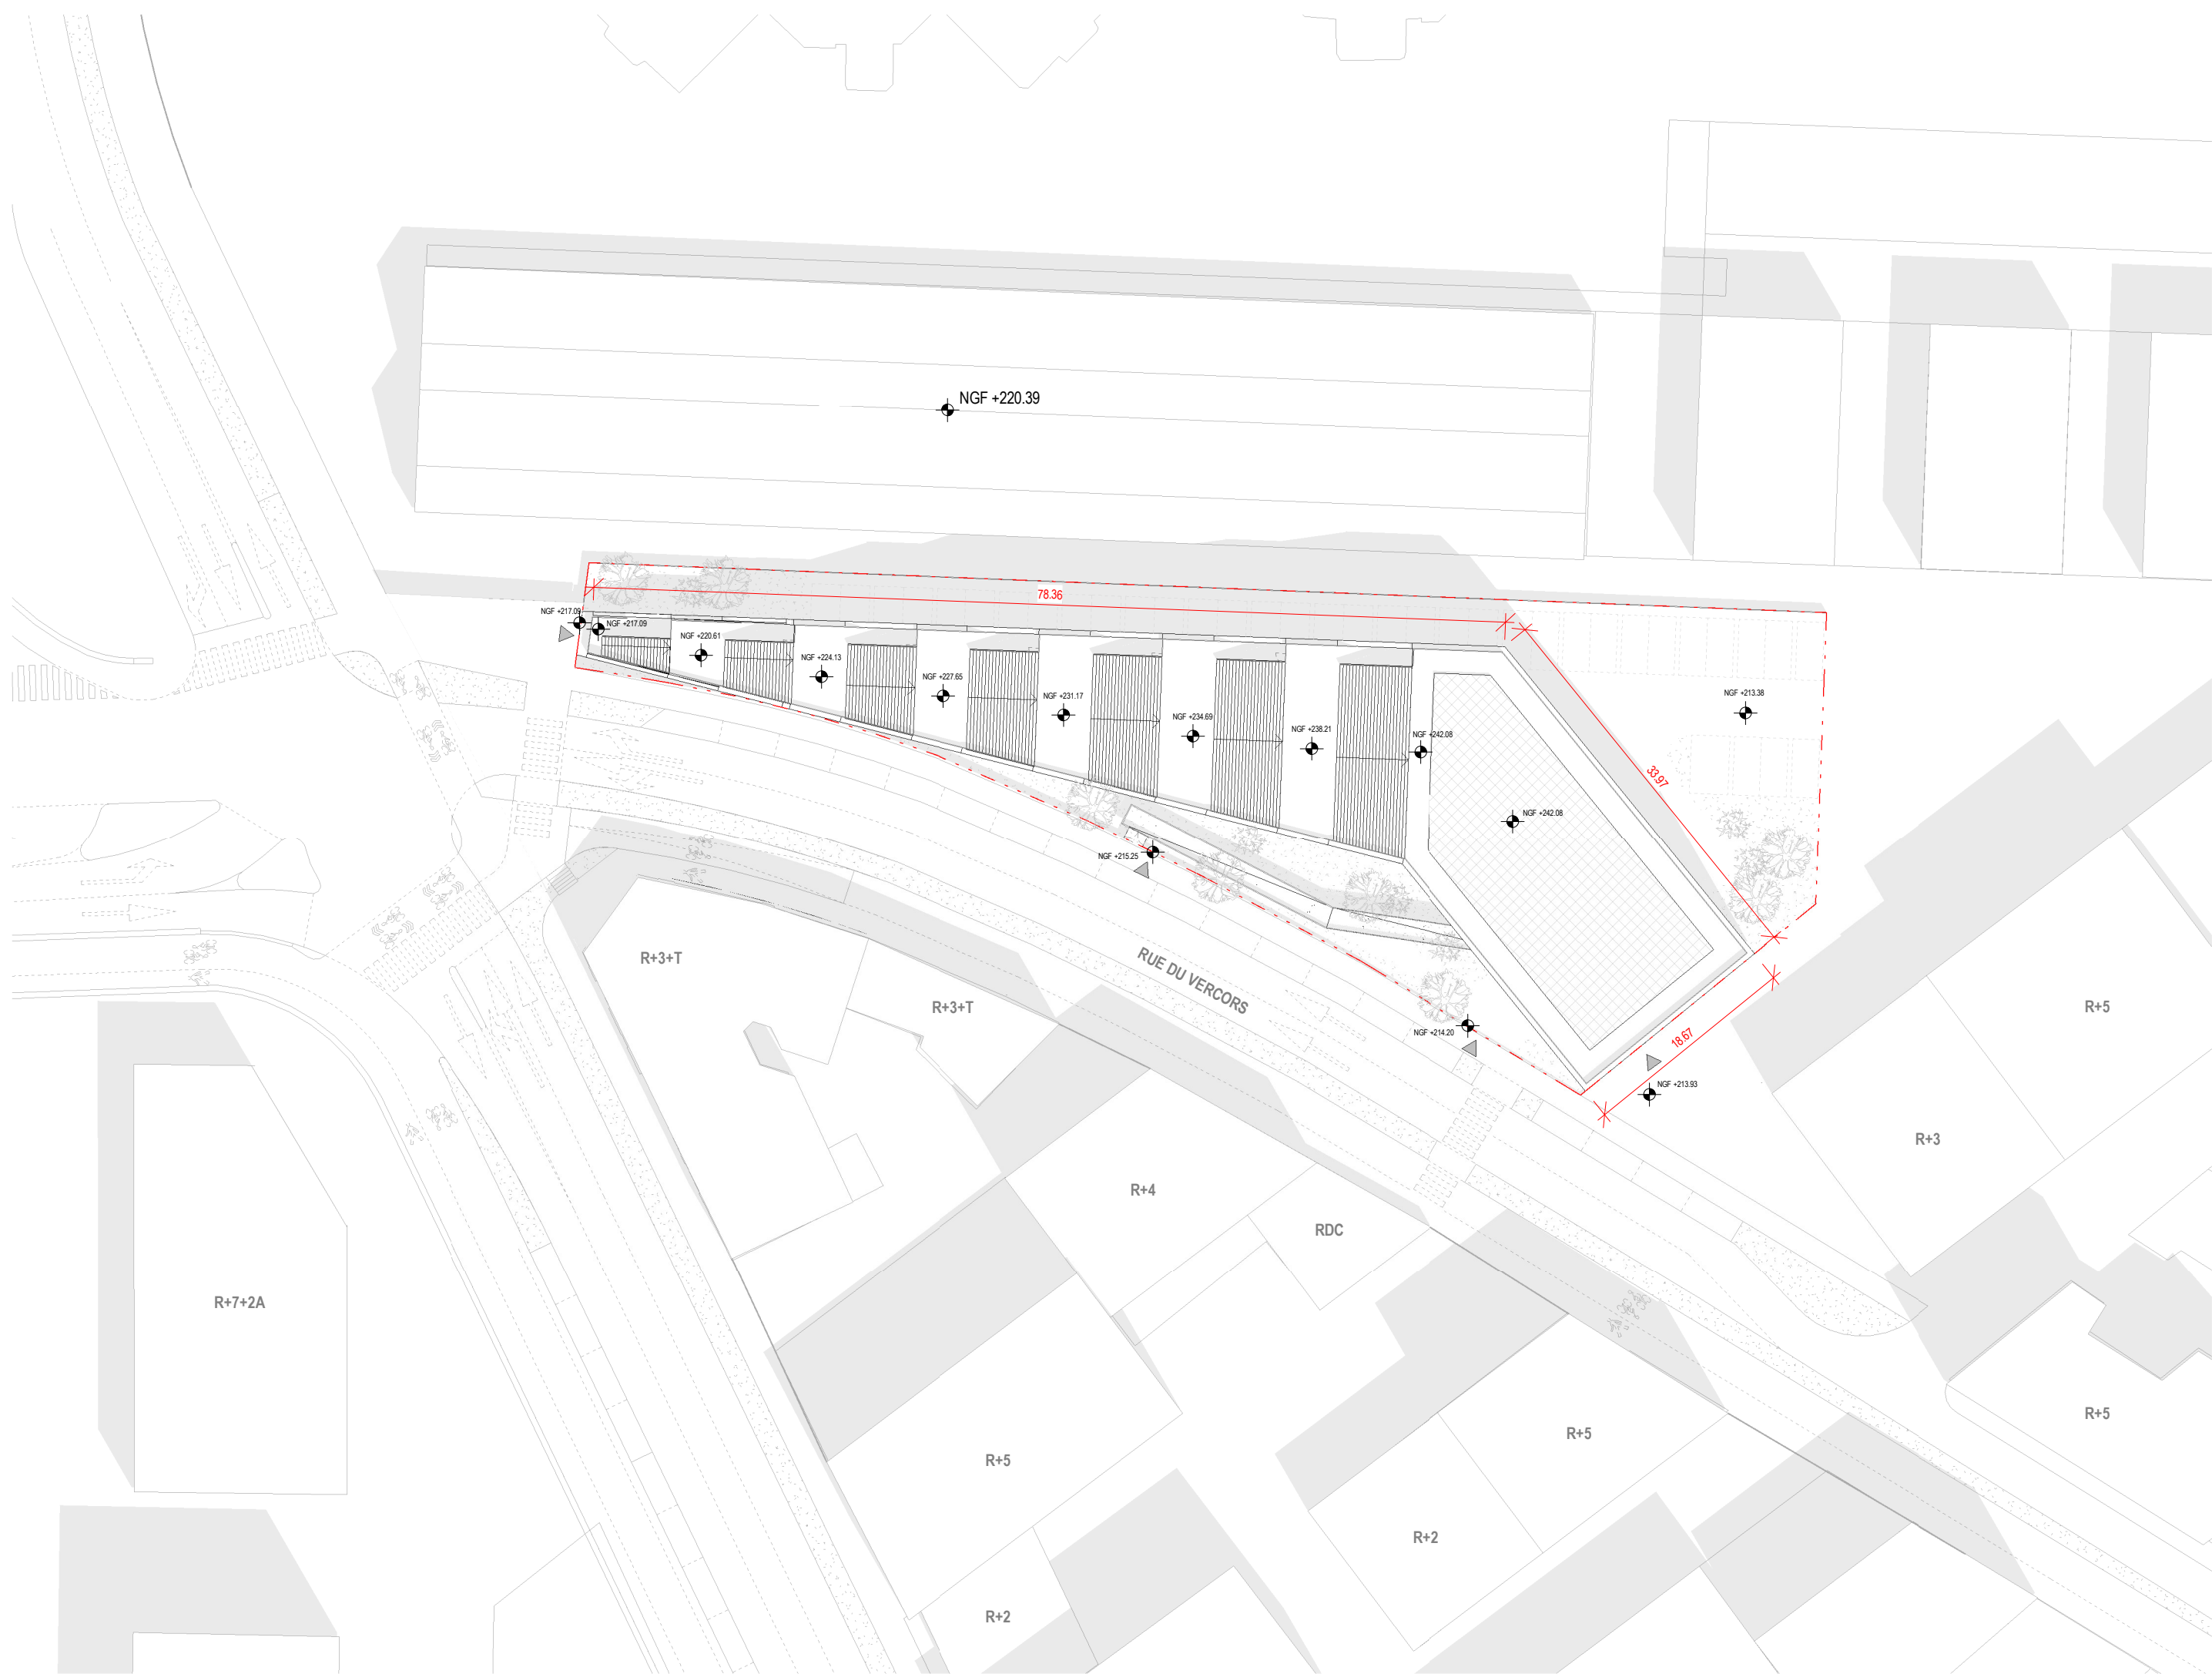 NGF +220.39
78.36
NGF +217.09
NGF +217.09
NGF +220.61
NGF +224.13
NGF +227.65
NGF +231.17
NGF +234.69
NGF +238.21
NGF +242.08
NGF +213.38
33.97
NGF +242.08
NGF +215.25
R+3+T
RUE DU VERCORS
R+3+T
R+5
NGF +214.20
18.67
NGF +213.93
R+3
R+4
RDC
R+7+2A
R+5
R+5
R+5
R+2
R+2